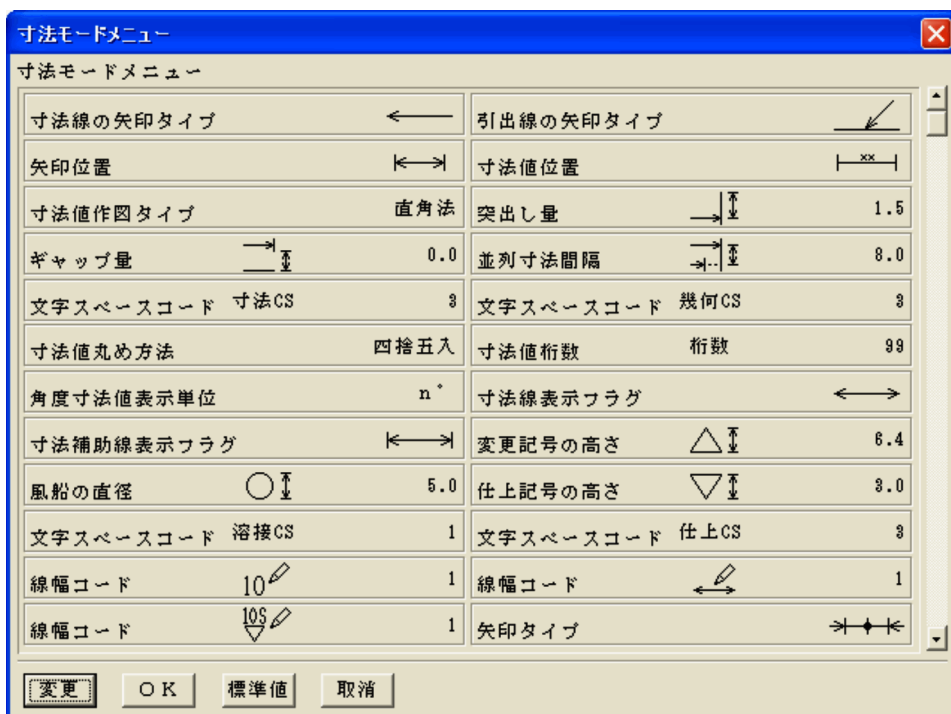 寸法モードメニュー
寸法モードメニュー
寸法線の矢印タイプ
引出線の矢印タイプ
矢印位置
寸法値位置 xx
寸法値作図タイプ 直角法
突出し量 1.5
ギャップ量 0.0
並列寸法間隔 8.0
文字スペースコード 寸法CS 3
文字スペースコード 幾何CS 3
寸法値丸め方法 四捨五入
寸法値桁数 桁数 99
角度寸法値表示単位 n°
寸法線表示フラグ
寸法補助線表示フラグ
変更記号の高さ 6.4
風船の直径 5.0
仕上記号の高さ 3.0
文字スペースコード 溶接CS 1
文字スペースコード 仕上CS 3
線幅コード 10 1
線幅コード 1
線幅コード 10S 1
矢印タイプ
変更 OK 標準値 取消